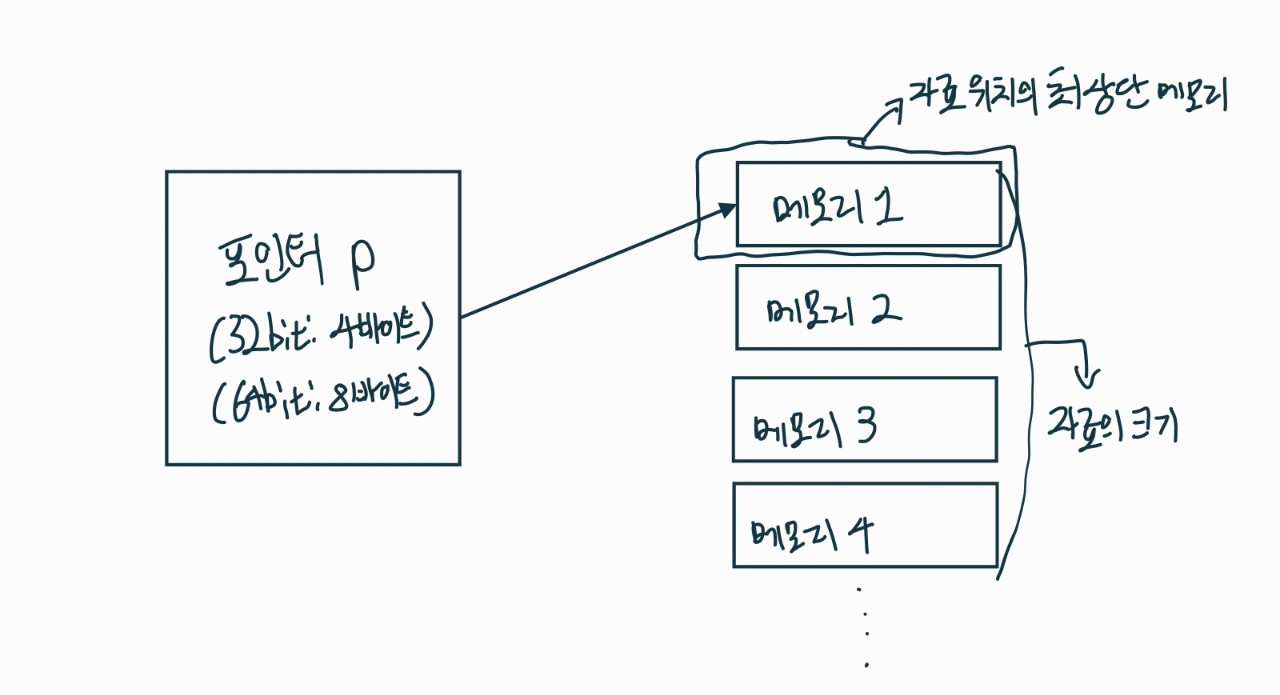 자료 위치의 최상단 메모리
포인터 p
(32bit: 4바이트)
(64bit: 8바이트)
메모리 1
메모리 2
메모리 3
메모리 4
자료의 크기